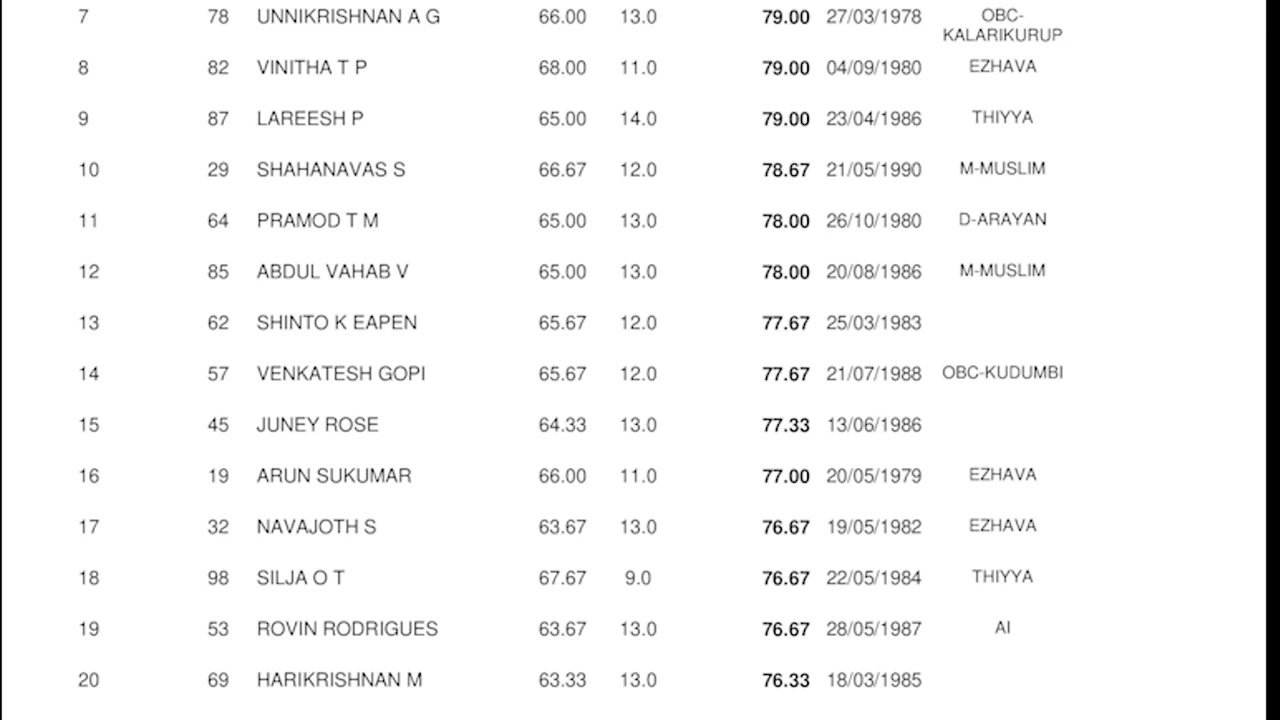 7 78 UNNIKRISHNAN A G 66.00 13.0 79.00 27/03/1978 OBC-
KALARIKURUP
8 82 VINITHA T P 68.00 11.0 79.00 04/09/1980 EZHAVA
9 87 LAREESH P 65.00 14.0 79.00 23/04/1986 THIYYA
10 29 SHAHANAVAS S 66.67 12.0 78.67 21/05/1990 M-MUSLIM
11 64 PRAMOD T M 65.00 13.0 78.00 26/10/1980 D-ARAYAN
12 85 ABDUL VAHAB V 65.00 13.0 78.00 20/08/1986 M-MUSLIM
13 62 SHINTO K EAPEN 65.67 12.0 77.67 25/03/1983
14 57 VENKATESH GOPI 65.67 12.0 77.67 21/07/1988 OBC-KUDUMBI
15 45 JUNEY ROSE 64.33 13.0 77.33 13/06/1986
16 19 ARUN SUKUMAR 66.00 11.0 77.00 20/05/1979 EZHAVA
17 32 NAVAJOTH S 63.67 13.0 76.67 19/05/1982 EZHAVA
18 98 SILJA O T 67.67 9.0 76.67 22/05/1984 THIYYA
19 53 ROVIN RODRIGUES 63.67 13.0 76.67 28/05/1987 AI
20 69 HARIKRISHNAN M 63.33 13.0 76.33 18/03/1985